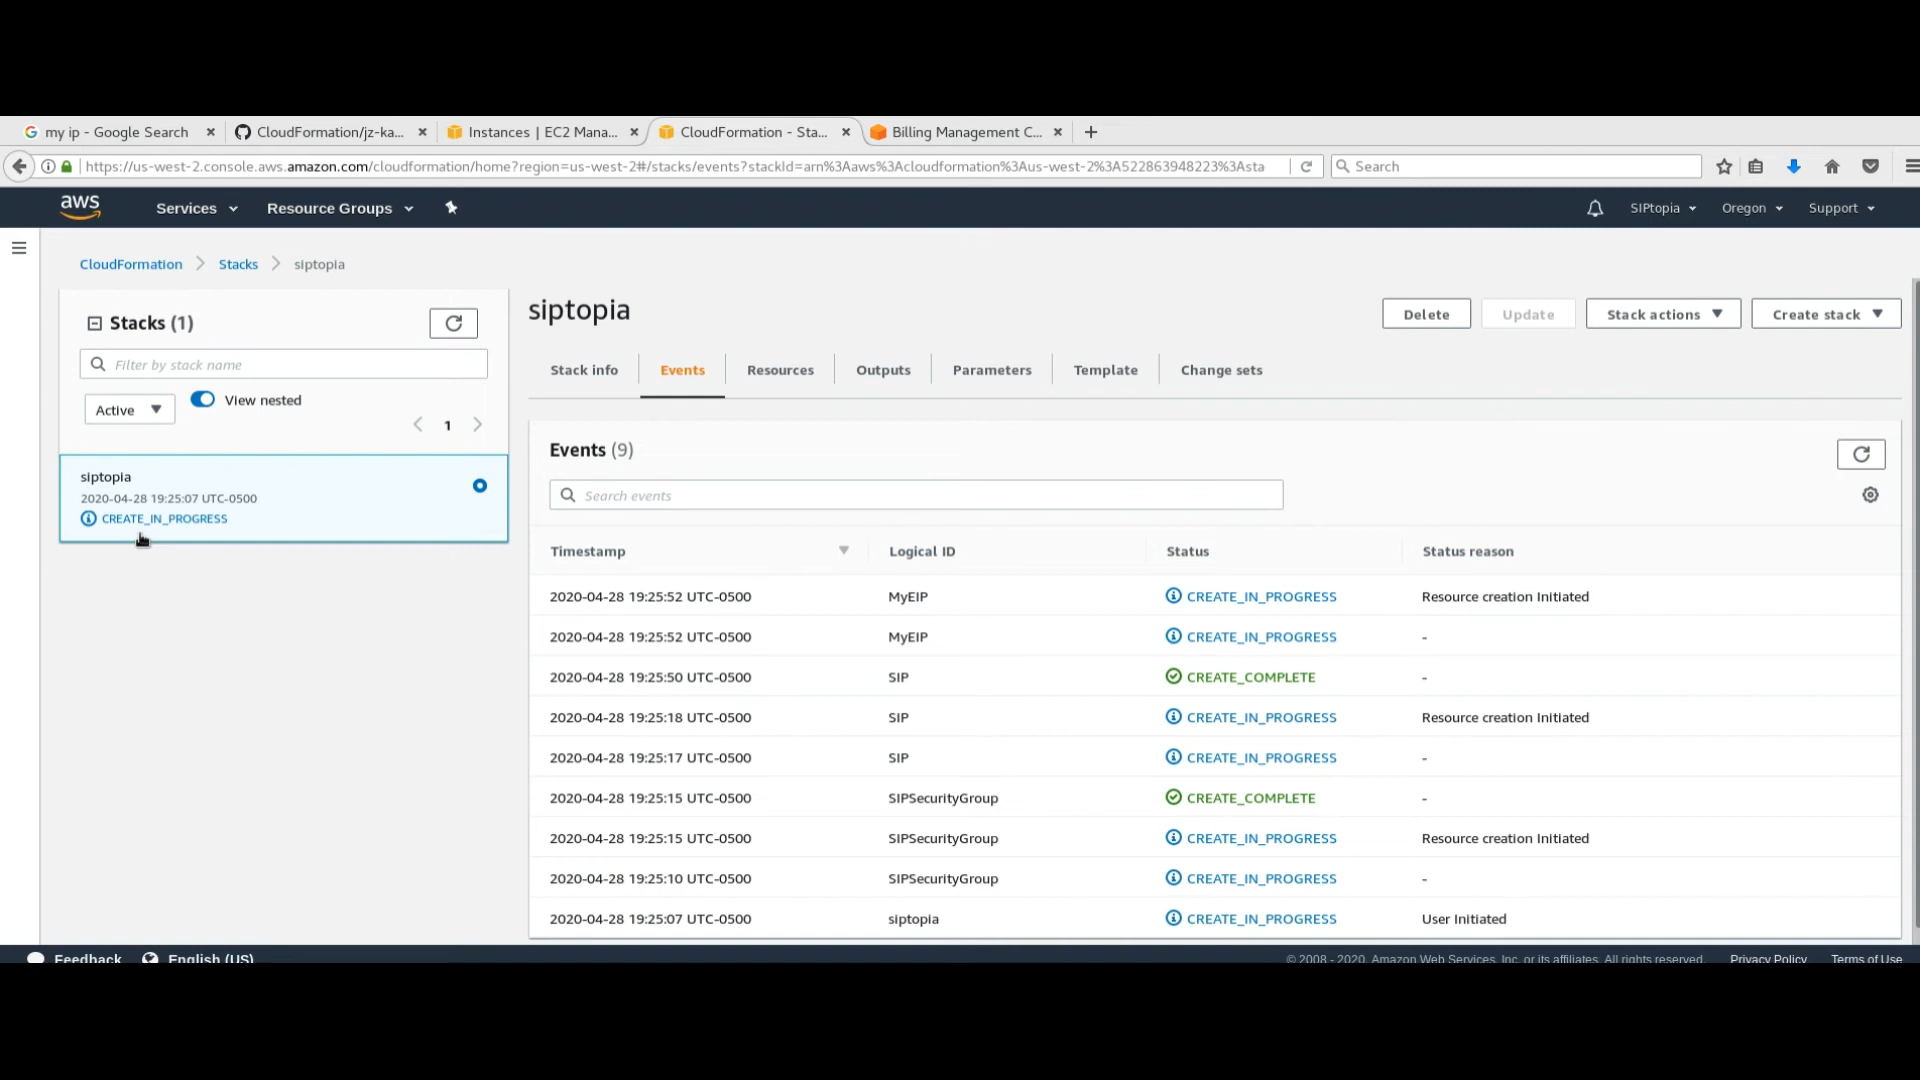 my ip - Google Search
CloudFormation/jz-ka...
Instances | EC2 Mana...
CloudFormation - Sta...
Billing Management C...
https://us-west-2.console.aws.amazon.com/cloudformation/home?region=us-west-2#/stacks/events?stackId=arn%3Aaws%3Acloudformation%3Aus-west-2%3A522863948223%3Asta
Search
aws
Services
Resource Groups
SIPtopia
Oregon
Support
CloudFormation
Stacks
siptopia
Stacks (1)
Filter by stack name
Active
View nested
1
siptopia
2020-04-28 19:25:07 UTC-0500
CREATE_IN_PROGRESS
siptopia
Delete
Update
Stack actions
Create stack
Stack info
Events
Resources
Outputs
Parameters
Template
Change sets
Events (9)
Search events
Timestamp Logical ID Status Status reason
2020-04-28 19:25:52 UTC-0500 MyEIP CREATE_IN_PROGRESS Resource creation Initiated
2020-04-28 19:25:52 UTC-0500 MyEIP CREATE_IN_PROGRESS -
2020-04-28 19:25:50 UTC-0500 SIP CREATE_COMPLETE -
2020-04-28 19:25:18 UTC-0500 SIP CREATE_IN_PROGRESS Resource creation Initiated
2020-04-28 19:25:17 UTC-0500 SIP CREATE_IN_PROGRESS -
2020-04-28 19:25:15 UTC-0500 SIPSecurityGroup CREATE_COMPLETE -
2020-04-28 19:25:15 UTC-0500 SIPSecurityGroup CREATE_IN_PROGRESS Resource creation Initiated
2020-04-28 19:25:10 UTC-0500 SIPSecurityGroup CREATE_IN_PROGRESS -
2020-04-28 19:25:07 UTC-0500 siptopia CREATE_IN_PROGRESS User Initiated
Feedback
English (US)
© 2008 - 2020, Amazon Web Services, Inc. or its affiliates. All rights reserved.
Privacy Policy
Terms of Use